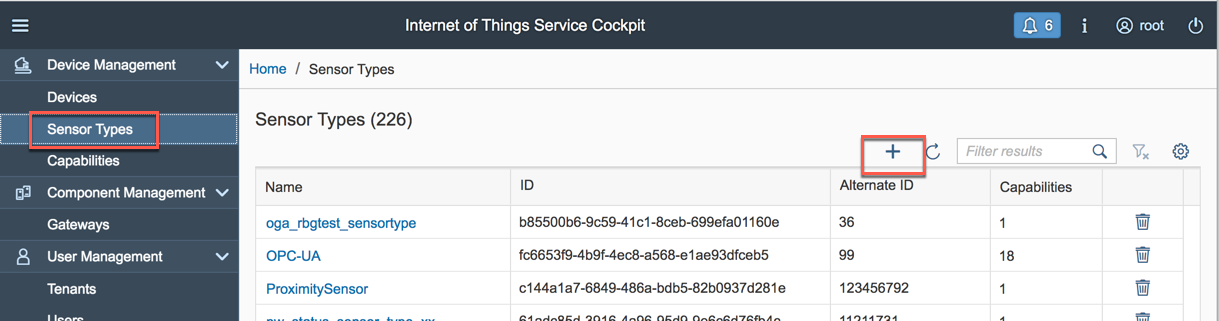 Internet of Things Service Cockpit
6
i
root
Device Management
Devices
Sensor Types
Capabilities
Component Management
Gateways
User Management
Tenants
Users
Home / Sensor Types
Sensor Types (226)
Filter results
Name ID Alternate ID Capabilities
oga_rbgtest_sensortype b85500b6-9c59-41c1-8ceb-699efa01160e 36 1
OPC-UA fc6653f9-4b9f-4ec8-a568-e1ae93dfceb5 99 18
ProximitySensor c144a1a7-6849-486a-bdb5-82b0937d281e 123456792 1